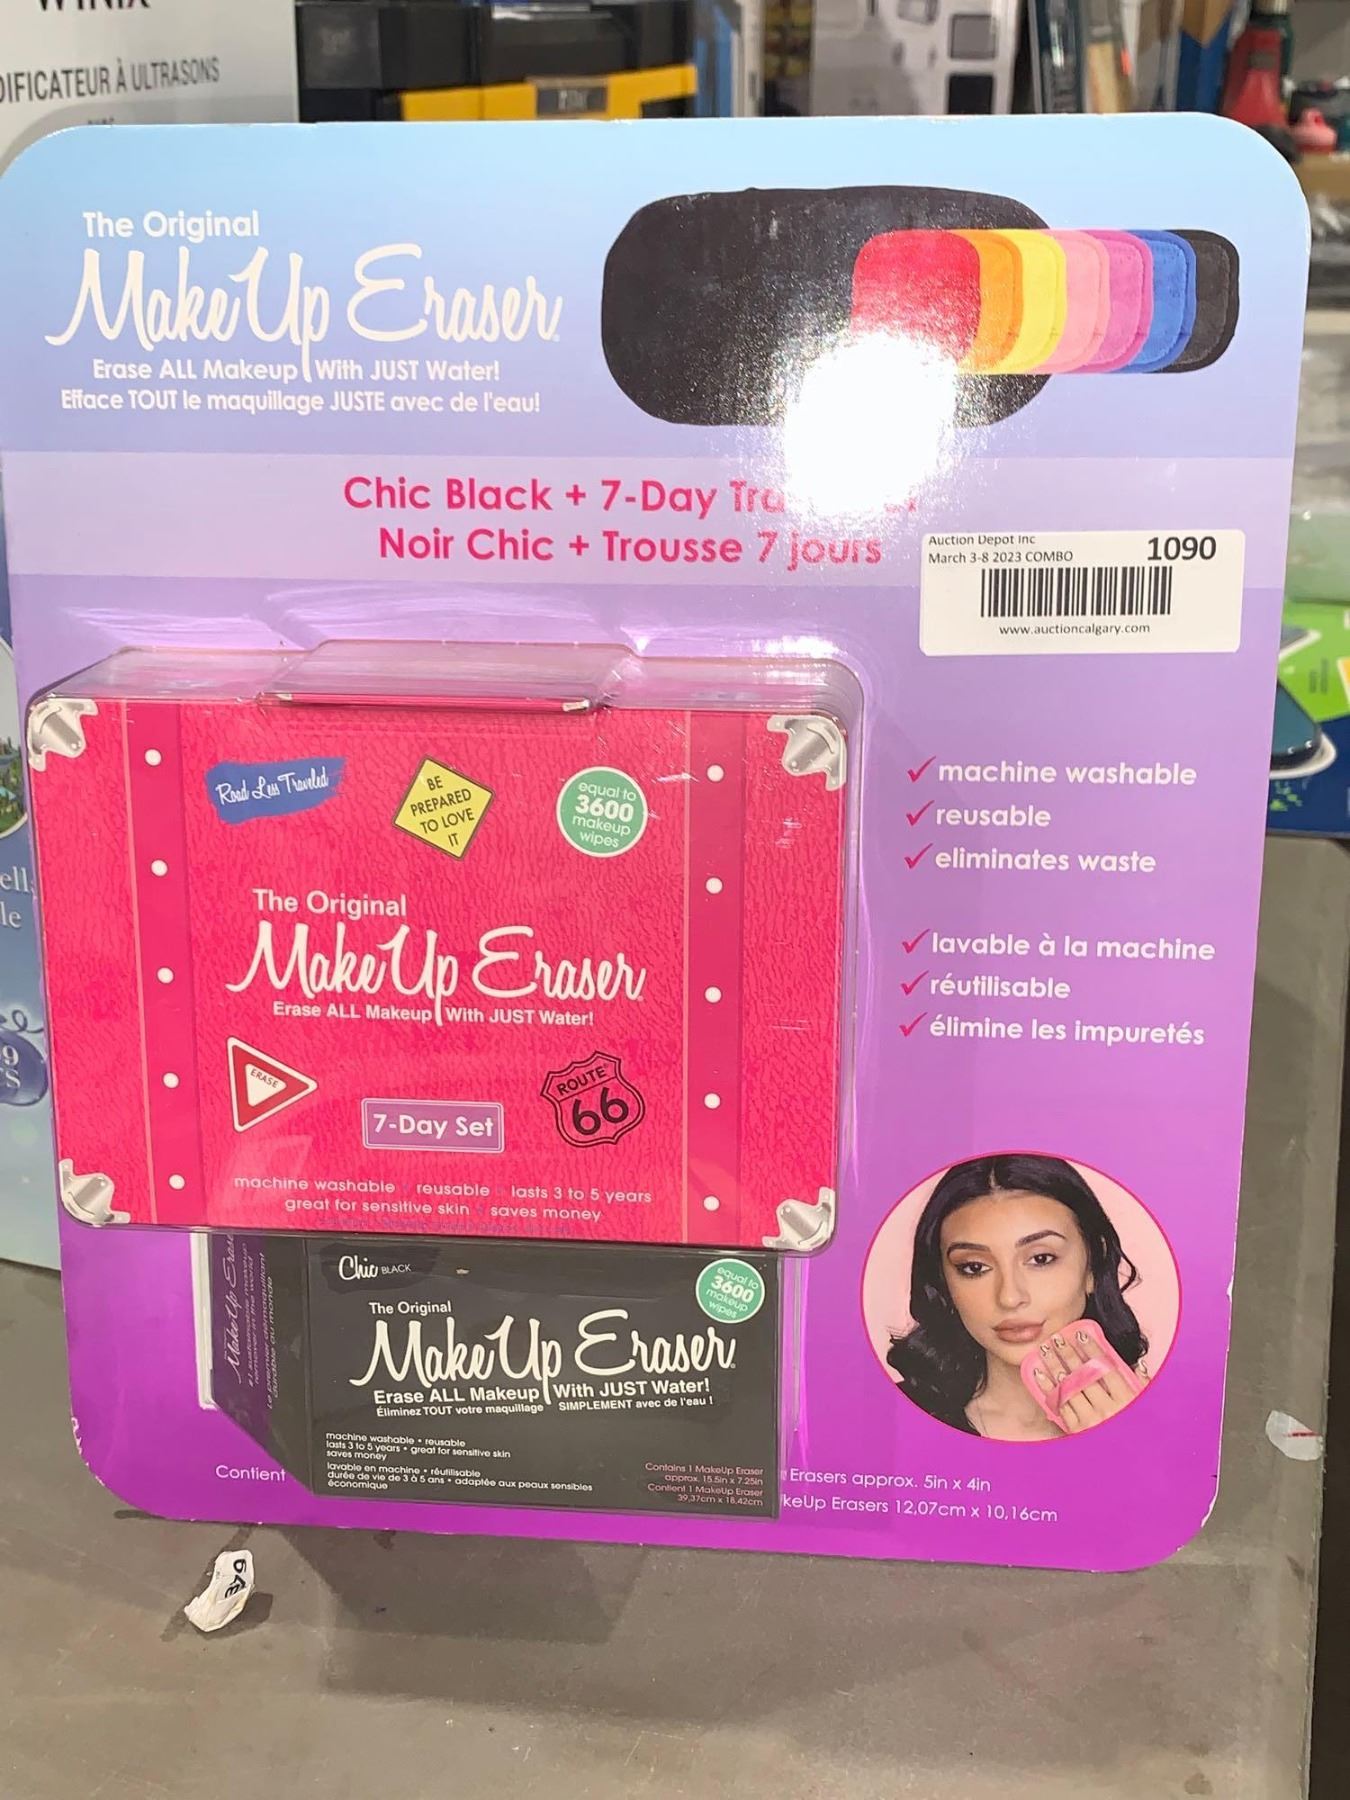 DIFICATEUR À ULTRASONS
The Original
MakeUp Eraser
Erase ALL Makeup With JUST Water!
Efface TOUT le maquillage JUSTE avec de l'eau!
Chic Black + 7-Day
Noir Chic + Trousse 7 jours
Auction Depot Inc
March 3-8 2023 COMBO
1090
www.auctioncalgary.com
machine washable
reusable
eliminates waste
lavable à la machine
réutilisable
élimine les impuretés
Road Less Traveled
BE
PREPARED
TO LOVE
IT
equal to
3600
makeup
wipes
The Original
MakeUp Eraser
Erase ALL Makeup With JUST Water!
ERASE
7-Day Set
ROUTE
66
machine washable reusable lasts 3 to 5 years
great for sensitive skin saves money
Chic BLACK
equal to
3600
makeup
wipes
The Original
MakeUp Eraser
Erase ALL Makeup With JUST Water!
Éliminez TOUT votre maquillage SIMPLEMENT avec de l'eau !
machine washable • reusable
lasts 3 to 5 years • great for sensitive skin
saves money
lavable en machine • réutilisable
durée de vie de 3 à 5 ans • adaptée aux peaux sensibles
économique
Contains 1 MakeUp Eraser
approx. 15.5in x 7.25in
Contient 1 MakeUp Eraser
39,37cm x 18,42cm
MakeUp Eraser
Contient
Erasers approx. 5in x 4in
keUp Erasers 12,07cm x 10,16cm